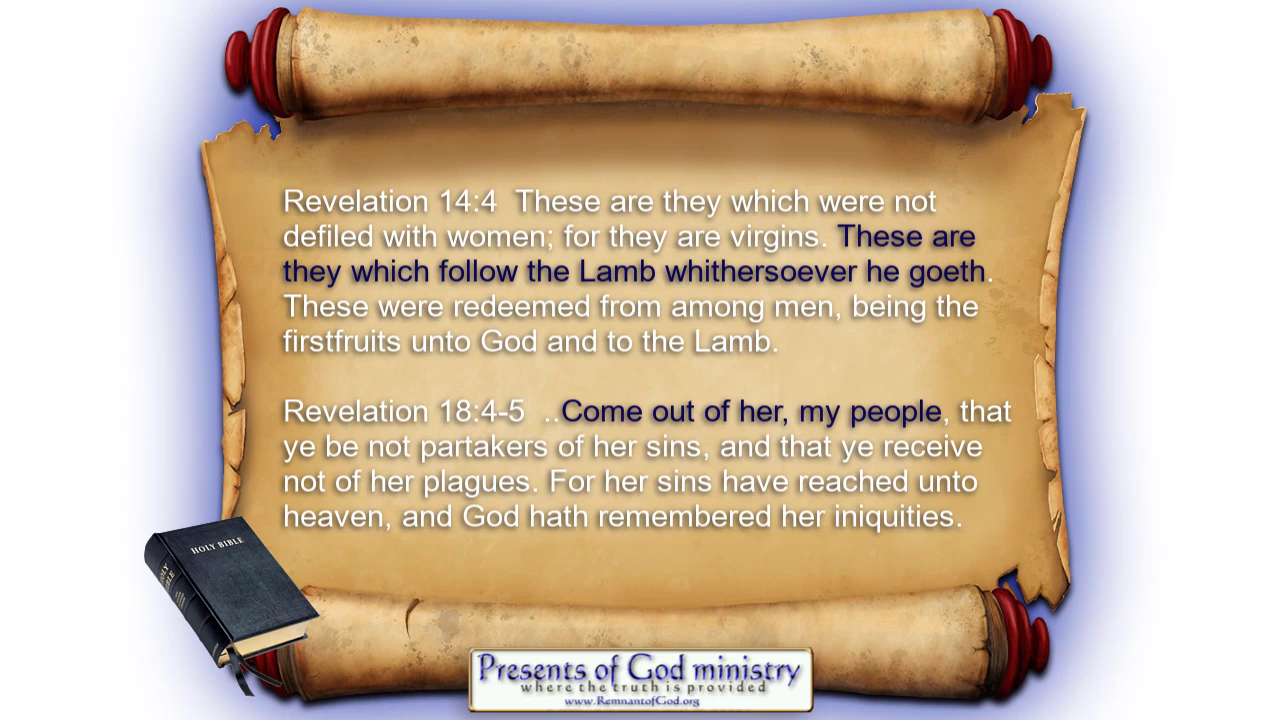 Revelation 14:4  These are they which were not
defiled with women; for they are virgins. These are
they which follow the Lamb whithersoever he goeth.
These were redeemed from among men, being the
firstfruits unto God and to the Lamb.
Revelation 18:4-5  ..Come out of her, my people, that
ye be not partakers of her sins, and that ye receive
not of her plagues. For her sins have reached unto
heaven, and God hath remembered her iniquities.
HOLY BIBLE
HOLY BIBLE
Presents of God ministry
where the truth is provided
www.RemnantofGod.org